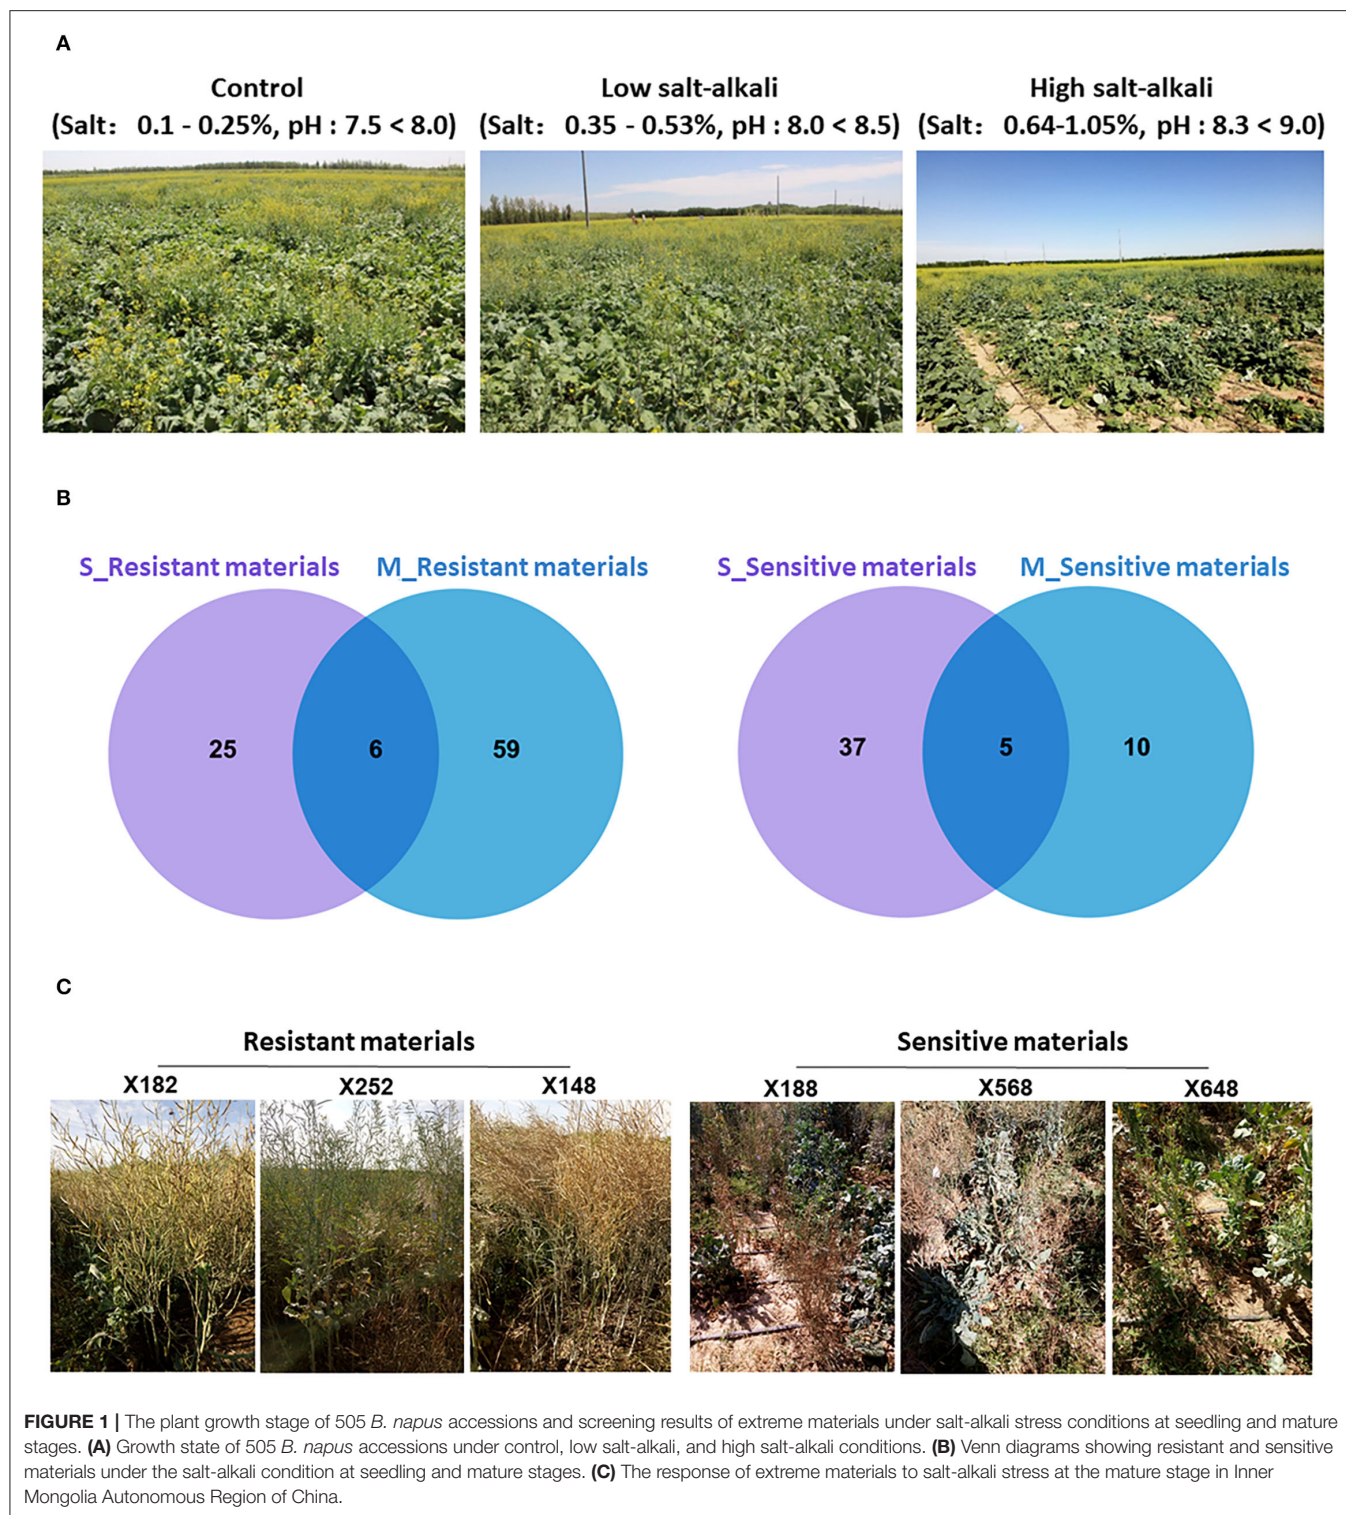 A
Control
(Salt： 0.1 - 0.25%, pH : 7.5 < 8.0)
Low salt-alkali
(Salt： 0.35 - 0.53%, pH : 8.0 < 8.5)
High salt-alkali
(Salt： 0.64-1.05%, pH : 8.3 < 9.0)
B
S_Resistant materials
M_Resistant materials
25
6
59
S_Sensitive materials
M_Sensitive materials
37
5
10
C
Resistant materials
X182
X252
X148
Sensitive materials
X188
X568
X648
FIGURE 1 | The plant growth stage of 505 B. napus accessions and screening results of extreme materials under salt-alkali stress conditions at seedling and mature
stages. (A) Growth state of 505 B. napus accessions under control, low salt-alkali, and high salt-alkali conditions. (B) Venn diagrams showing resistant and sensitive
materials under the salt-alkali condition at seedling and mature stages. (C) The response of extreme materials to salt-alkali stress at the mature stage in Inner
Mongolia Autonomous Region of China.